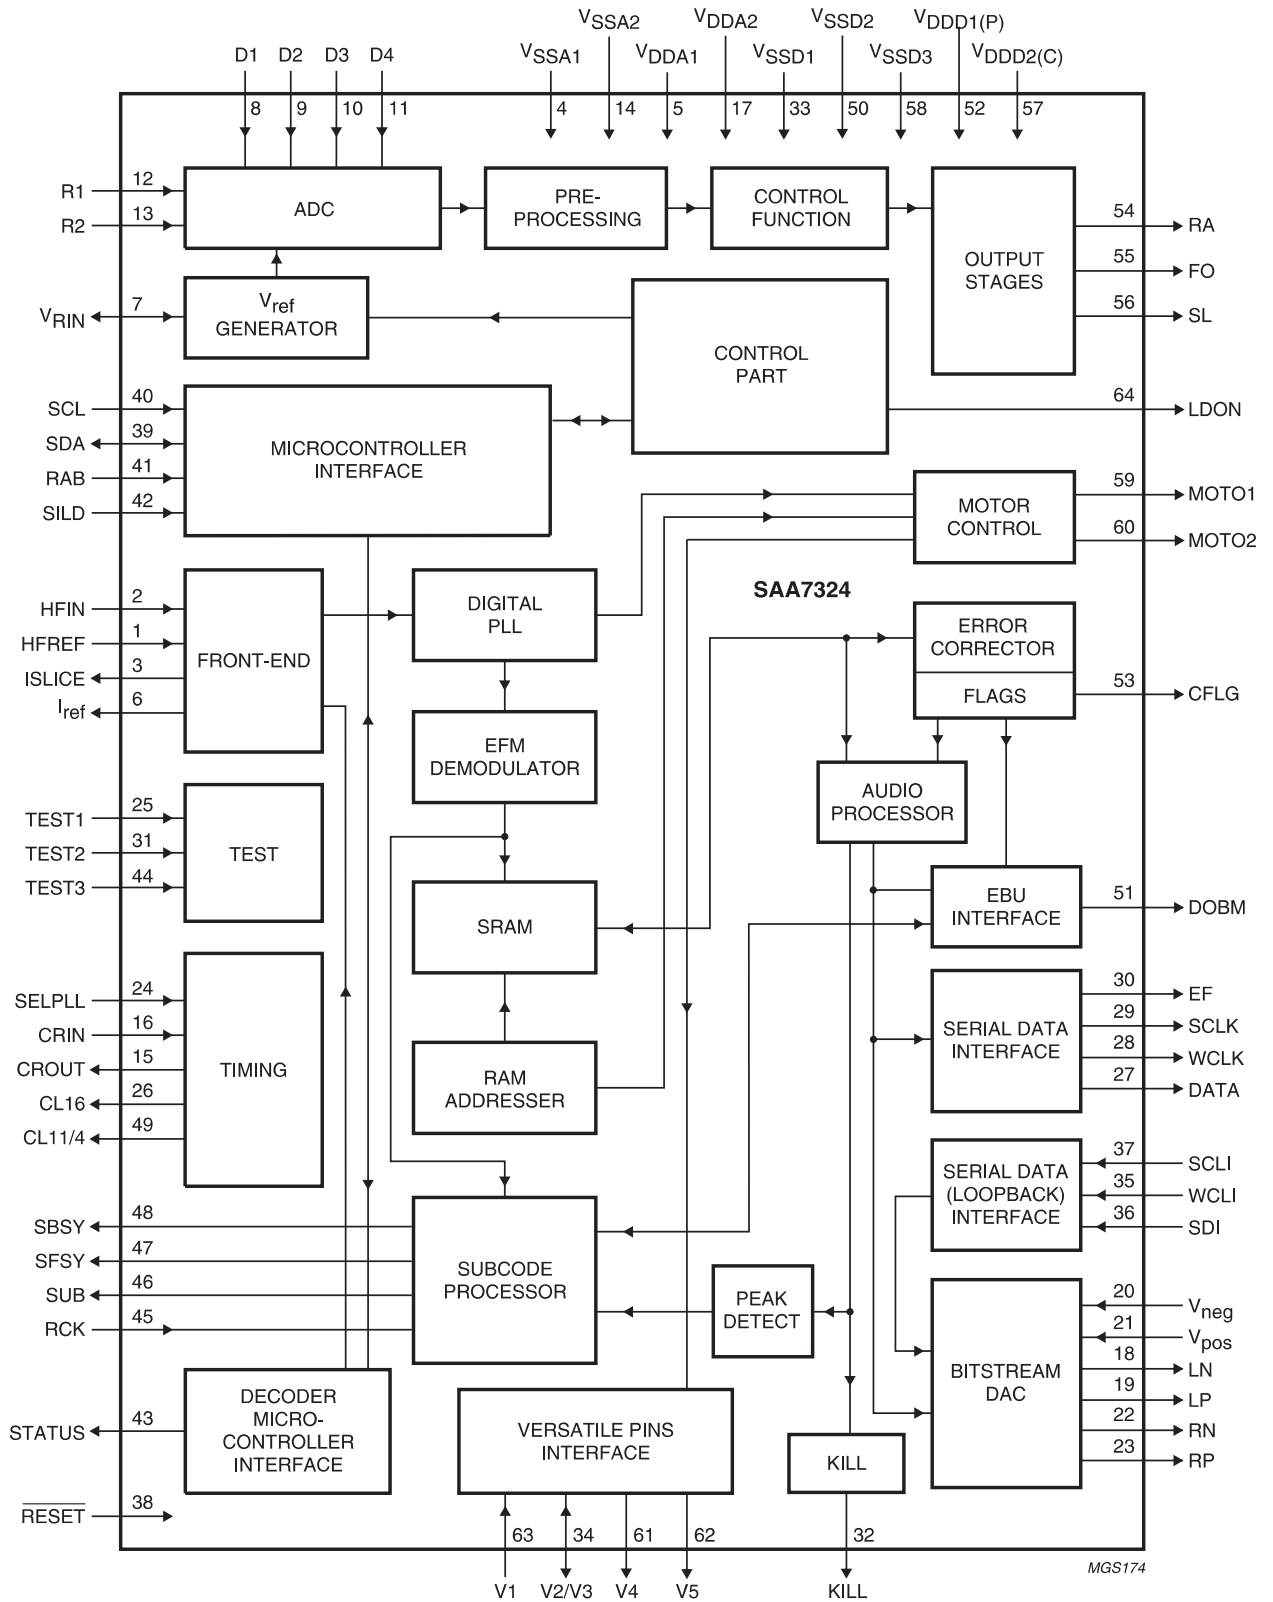 VSSA2 VDDA2 VSSD2 VDDD1(P)
D1 D2 D3 D4 VSSA1 VDDA1 VSSD1 VSSD3 VDDD2(C)
8 9 10 11 4 14 5 17 33 50 58 52 57
R1 12
R2 13
ADC
PRE-
PROCESSING
CONTROL
FUNCTION
OUTPUT
STAGES
54 RA
55 FO
56 SL
VRIN 7
Vref
GENERATOR
CONTROL
PART
64 LDON
SCL 40
SDA 39
RAB 41
SILD 42
MICROCONTROLLER
INTERFACE
MOTOR
CONTROL
59 MOTO1
60 MOTO2
SAA7324
HFIN 2
HFREF 1
ISLICE 3
Iref 6
FRONT-END
DIGITAL
PLL
ERROR
CORRECTOR
FLAGS
53 CFLG
EFM
DEMODULATOR
AUDIO
PROCESSOR
TEST1 25
TEST2 31
TEST3 44
TEST
SRAM
EBU
INTERFACE
51 DOBM
SELPLL 24
CRIN 16
CROUT 15
CL16 26
CL11/4 49
TIMING
RAM
ADDRESSER
SERIAL DATA
INTERFACE
30 EF
29 SCLK
28 WCLK
27 DATA
SERIAL DATA
(LOOPBACK)
INTERFACE
37 SCLI
35 WCLI
36 SDI
SBSY 48
SFSY 47
SUB 46
RCK 45
SUBCODE
PROCESSOR
PEAK
DETECT
BITSTREAM
DAC
20 Vneg
21 Vpos
18 LN
19 LP
22 RN
23 RP
STATUS 43
DECODER
MICRO-
CONTROLLER
INTERFACE
VERSATILE PINS
INTERFACE
KILL
RESET 38
63 34 61 62 32
V1 V2/V3 V4 V5 KILL
MGS174